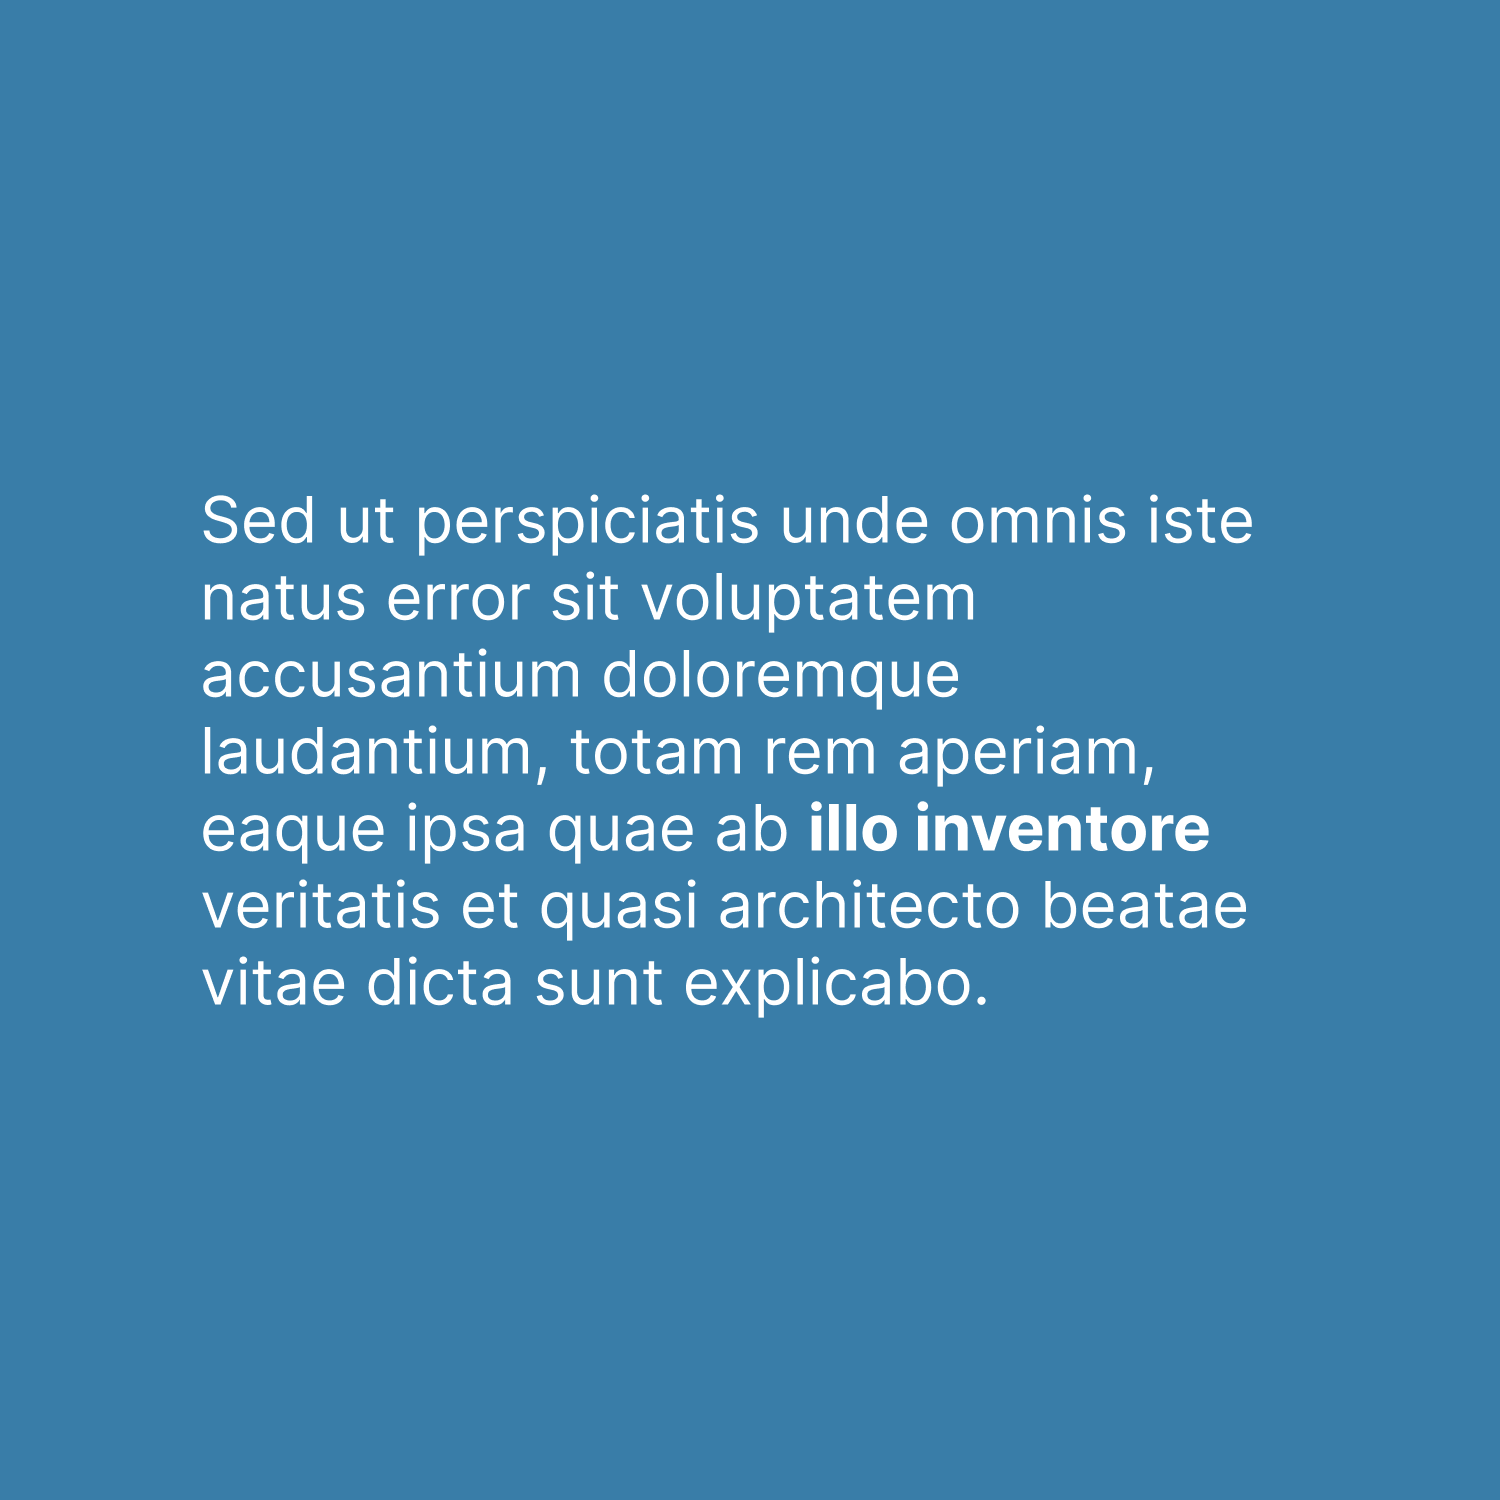 Sed ut perspiciatis unde omnis iste
natus error sit voluptatem
accusantium doloremque
laudantium, totam rem aperiam,
eaque ipsa quae ab illo inventore
veritatis et quasi architecto beatae
vitae dicta sunt explicabo.